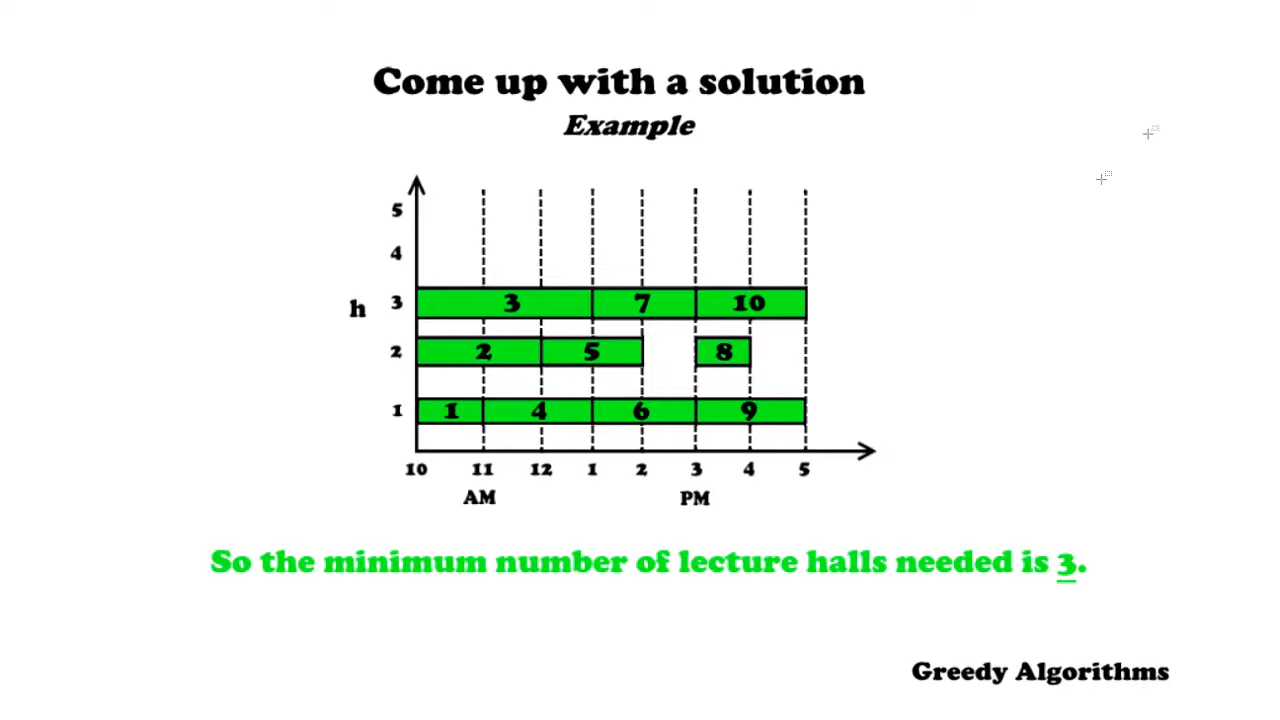 Come up with a solution
Example
5
4
h 3 3 7 10
2 2 5 8
1 1 4 6 9
10 11 12 1 2 3 4 5
AM PM
So the minimum number of lecture halls needed is 3.
Greedy Algorithms